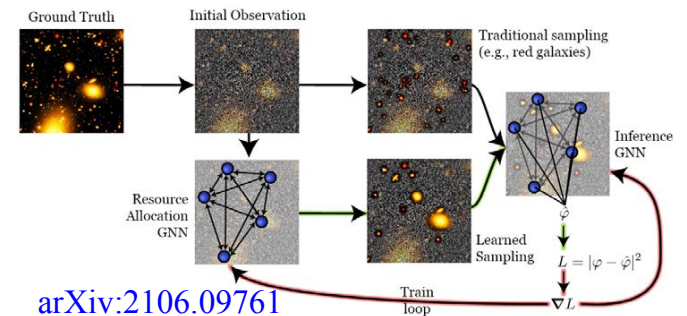 Ground Truth
Initial Observation
Traditional sampling
(e.g., red galaxies)
Inference
GNN
Resource
Allocation
GNN
Learned
Sampling
φ̂
L = |φ − φ̂|²
∇L
Train
loop
arXiv:2106.09761